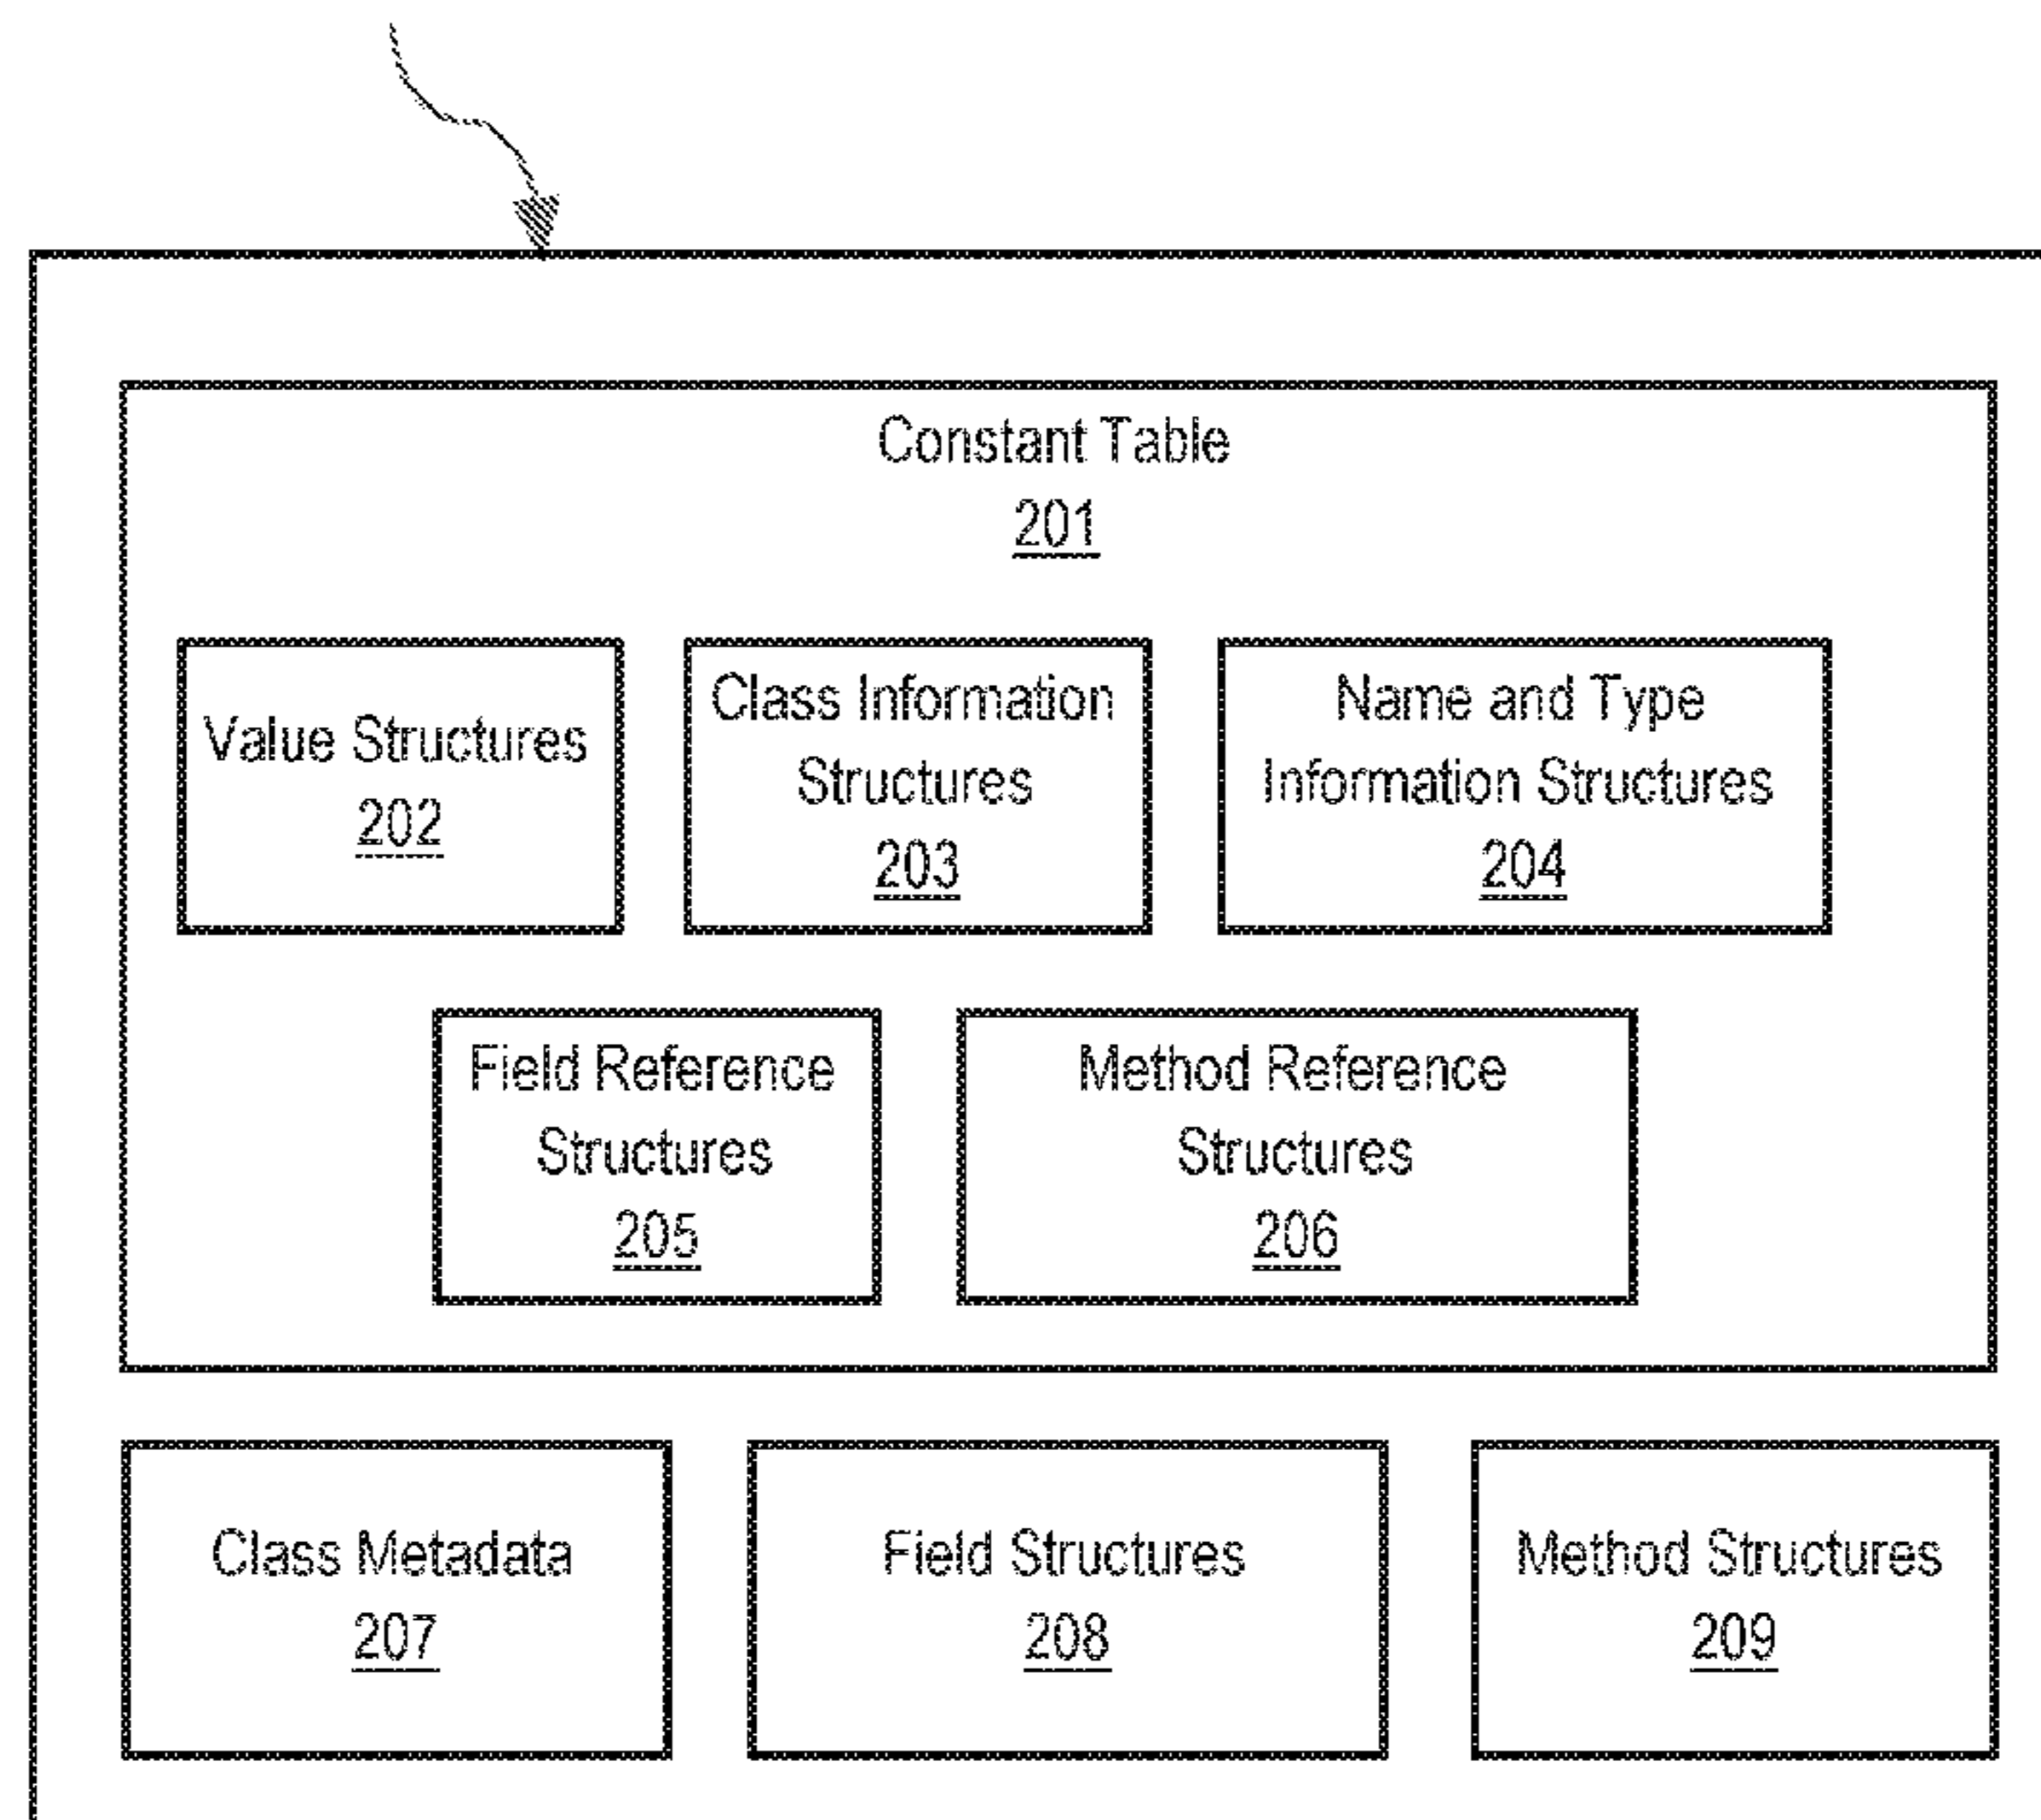 Constant Table
201
Value Structures
202
Class Information
Structures
203
Name and Type
Information Structures
204
Field Reference
Structures
205
Method Reference
Structures
206
Class Metadata
207
Field Structures
208
Method Structures
209